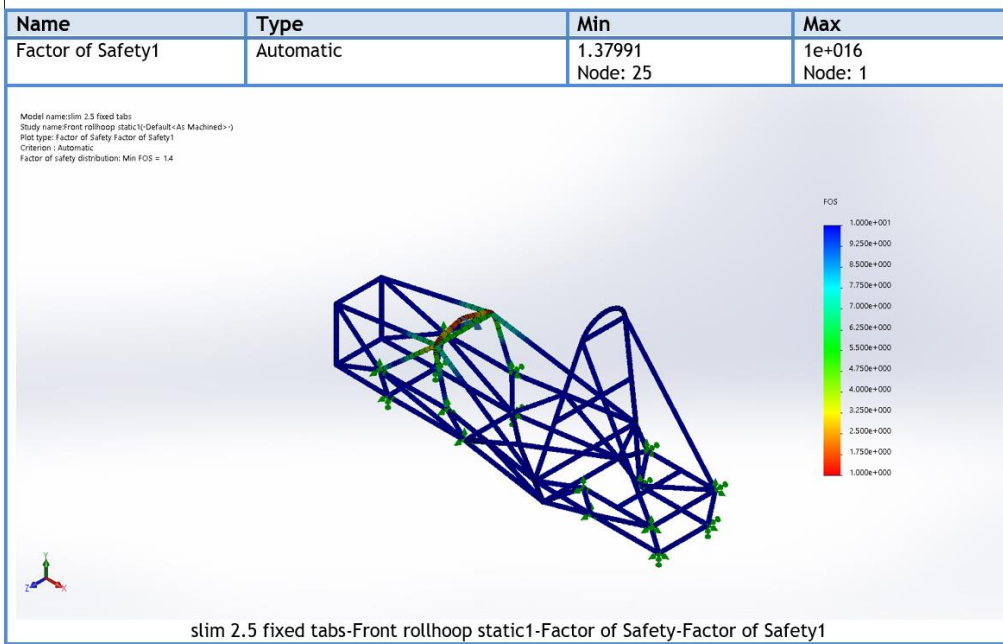 Name Type Min Max
Factor of Safety1 Automatic 1.37991 1e+016
Node: 25 Node: 1
Model name:slim 2.5 fixed tabs
Study name:Front rollhoop static1(-Default<As Machined>-)
Plot type: Factor of Safety Factor of Safety1
Criterion : Automatic
Factor of safety distribution: Min FOS = 1.4
FOS
1.000e+001
9.250e+000
8.500e+000
7.750e+000
7.000e+000
6.250e+000
5.500e+000
4.750e+000
4.000e+000
3.250e+000
2.500e+000
1.750e+000
1.000e+000
Y
Z X
slim 2.5 fixed tabs-Front rollhoop static1-Factor of Safety-Factor of Safety1